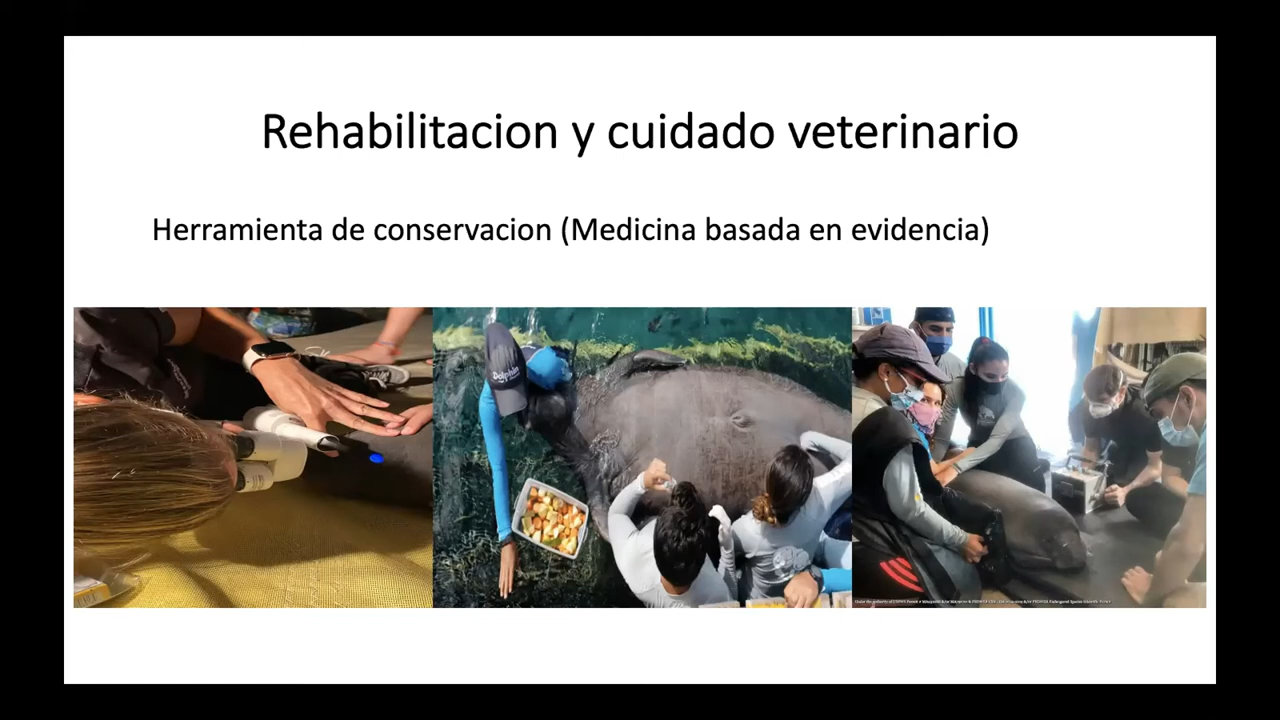 Rehabilitacion y cuidado veterinario
Herramienta de conservacion (Medicina basada en evidencia)
Dolphin